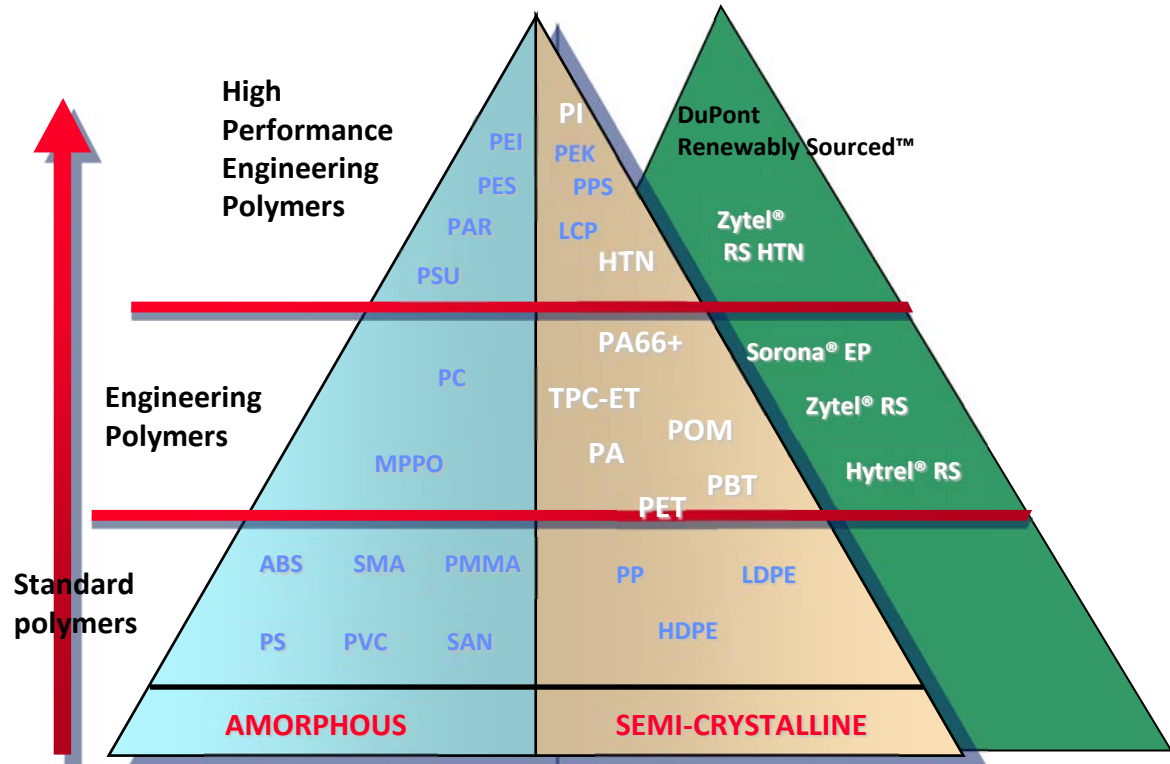 High
Performance
Engineering
Polymers
PI
PEI
PEK
PES
PPS
PAR
LCP
HTN
PSU
DuPont
Renewably Sourced™
Zytel®
RS HTN
Engineering
Polymers
PA66+
PC
TPC-ET
POM
MPPO
PA
PBT
PET
Sorona® EP
Zytel® RS
Hytrel® RS
Standard
polymers
ABS SMA PMMA
PP LDPE
HDPE
PS PVC SAN
AMORPHOUS
SEMI-CRYSTALLINE